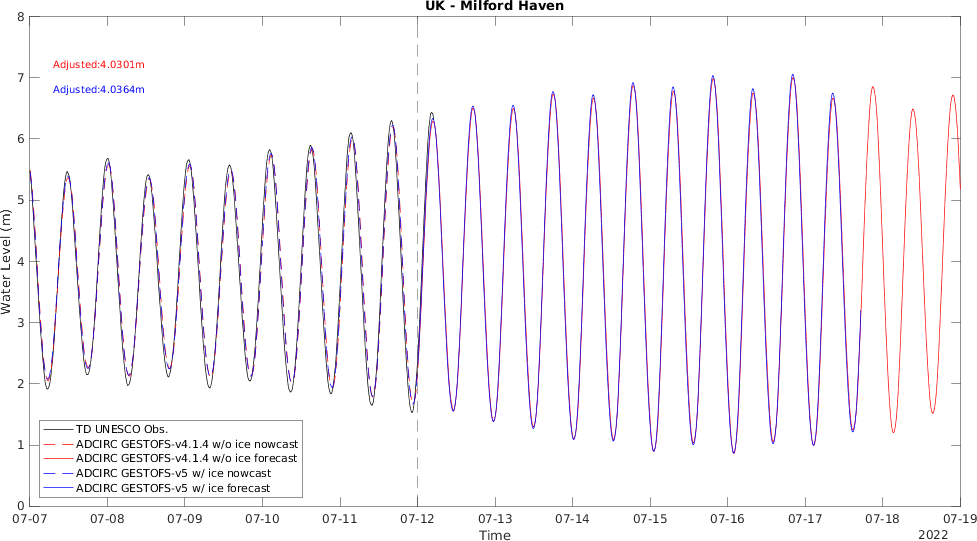 UK - Milford Haven
Adjusted:4.0301m
Adjusted:4.0364m
Water Level (m)
8
7
6
5
4
3
2
1
0
TD UNESCO Obs.
ADCIRC GESTOFS-v4.1.4 w/o ice nowcast
ADCIRC GESTOFS-v4.1.4 w/o ice forecast
ADCIRC GESTOFS-v5 w/ ice nowcast
ADCIRC GESTOFS-v5 w/ ice forecast
07-07 07-08 07-09 07-10 07-11 07-12 07-13 07-14 07-15 07-16 07-17 07-18 07-19
Time
2022